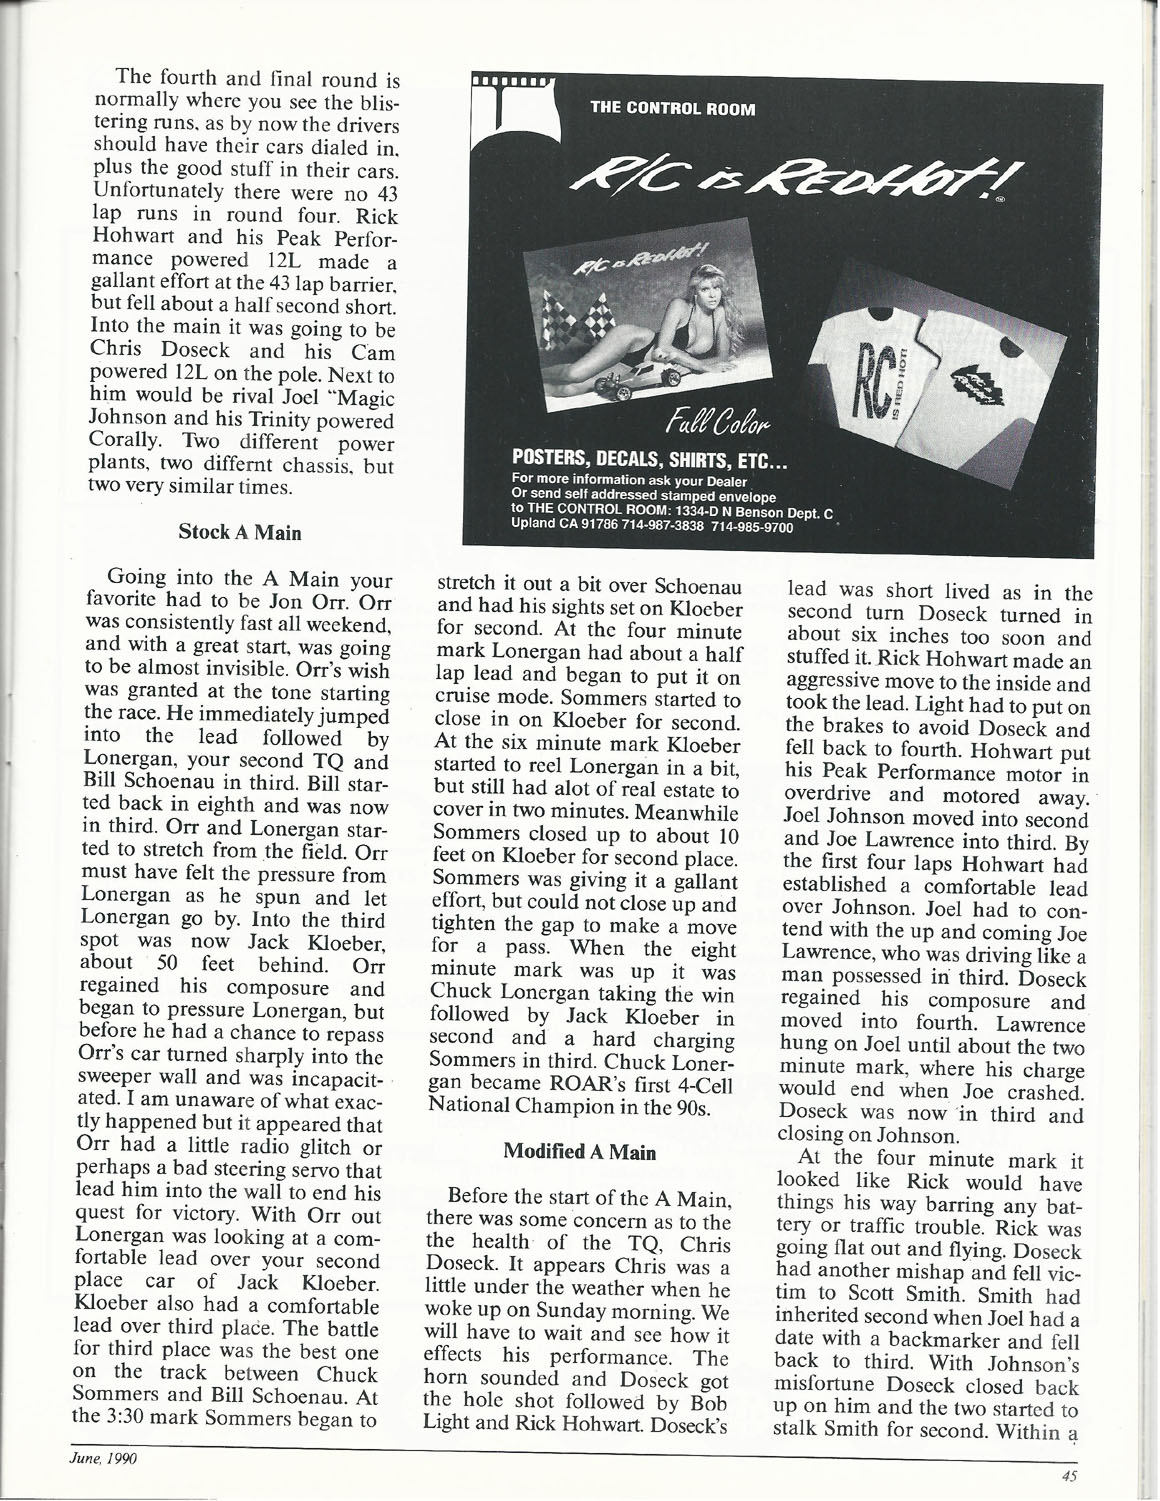 The fourth and final round is
normally where you see the blis-
tering runs, as by now the drivers
should have their cars dialed in,
plus the good stuff in their cars.
Unfortunately there were no 43
lap runs in round four. Rick
Hohwart and his Peak Perfor-
mance powered 12L made a
gallant effort at the 43 lap barrier,
but fell about a half second short.
Into the main it was going to be
Chris Doseck and his Cam
powered 12L on the pole. Next to
him would be rival Joel "Magic
Johnson and his Trinity powered
Corally. Two different power
plants, two differnt chassis, but
two very similar times.
THE CONTROL ROOM
R/C is RedHot!
R/C is RedHot!
RC
IS RED HOT!
Full Color
POSTERS, DECALS, SHIRTS, ETC...
For more information ask your Dealer
Or send self addressed stamped envelope
to THE CONTROL ROOM: 1334-D N Benson Dept. C
Upland CA 91786 714-987-3838 714-985-9700
Stock A Main
Going into the A Main your
favorite had to be Jon Orr. Orr
was consistently fast all weekend,
and with a great start, was going
to be almost invisible. Orr's wish
was granted at the tone starting
the race. He immediately jumped
into the lead followed by
Lonergan, your second TQ and
Bill Schoenau in third. Bill star-
ted back in eighth and was now
in third. Orr and Lonergan star-
ted to stretch from the field. Orr
must have felt the pressure from
Lonergan as he spun and let
Lonergan go by. Into the third
spot was now Jack Kloeber,
about 50 feet behind. Orr
regained his composure and
began to pressure Lonergan, but
before he had a chance to repass
Orr's car turned sharply into the
sweeper wall and was incapacit-
ated. I am unaware of what exac-
tly happened but it appeared that
Orr had a little radio glitch or
perhaps a bad steering servo that
lead him into the wall to end his
quest for victory. With Orr out
Lonergan was looking at a com-
fortable lead over your second
place car of Jack Kloeber.
Kloeber also had a comfortable
lead over third place. The battle
for third place was the best one
on the track between Chuck
Sommers and Bill Schoenau. At
the 3:30 mark Sommers began to
stretch it out a bit over Schoenau
and had his sights set on Kloeber
for second. At the four minute
mark Lonergan had about a half
lap lead and began to put it on
cruise mode. Sommers started to
close in on Kloeber for second.
At the six minute mark Kloeber
started to reel Lonergan in a bit,
but still had alot of real estate to
cover in two minutes. Meanwhile
Sommers closed up to about 10
feet on Kloeber for second place.
Sommers was giving it a gallant
effort, but could not close up and
tighten the gap to make a move
for a pass. When the eight
minute mark was up it was
Chuck Lonergan taking the win
followed by Jack Kloeber in
second and a hard charging
Sommers in third. Chuck Loner-
gan became ROAR's first 4-Cell
National Champion in the 90s.
Modified A Main
Before the start of the A Main,
there was some concern as to the
the health of the TQ, Chris
Doseck. It appears Chris was a
little under the weather when he
woke up on Sunday morning. We
will have to wait and see how it
effects his performance. The
horn sounded and Doseck got
the hole shot followed by Bob
Light and Rick Hohwart. Doseck's
lead was short lived as in the
second turn Doseck turned in
about six inches too soon and
stuffed it. Rick Hohwart made an
aggressive move to the inside and
took the lead. Light had to put on
the brakes to avoid Doseck and
fell back to fourth. Hohwart put
his Peak Performance motor in
overdrive and motored away.
Joel Johnson moved into second
and Joe Lawrence into third. By
the first four laps Hohwart had
established a comfortable lead
over Johnson. Joel had to con-
tend with the up and coming Joe
Lawrence, who was driving like a
man possessed in third. Doseck
regained his composure and
moved into fourth. Lawrence
hung on Joel until about the two
minute mark, where his charge
would end when Joe crashed.
Doseck was now in third and
closing on Johnson.
At the four minute mark it
looked like Rick would have
things his way barring any bat-
tery or traffic trouble. Rick was
going flat out and flying. Doseck
had another mishap and fell vic-
tim to Scott Smith. Smith had
inherited second when Joel had a
date with a backmarker and fell
back to third. With Johnson's
misfortune Doseck closed back
up on him and the two started to
stalk Smith for second. Within a
June, 1990
45